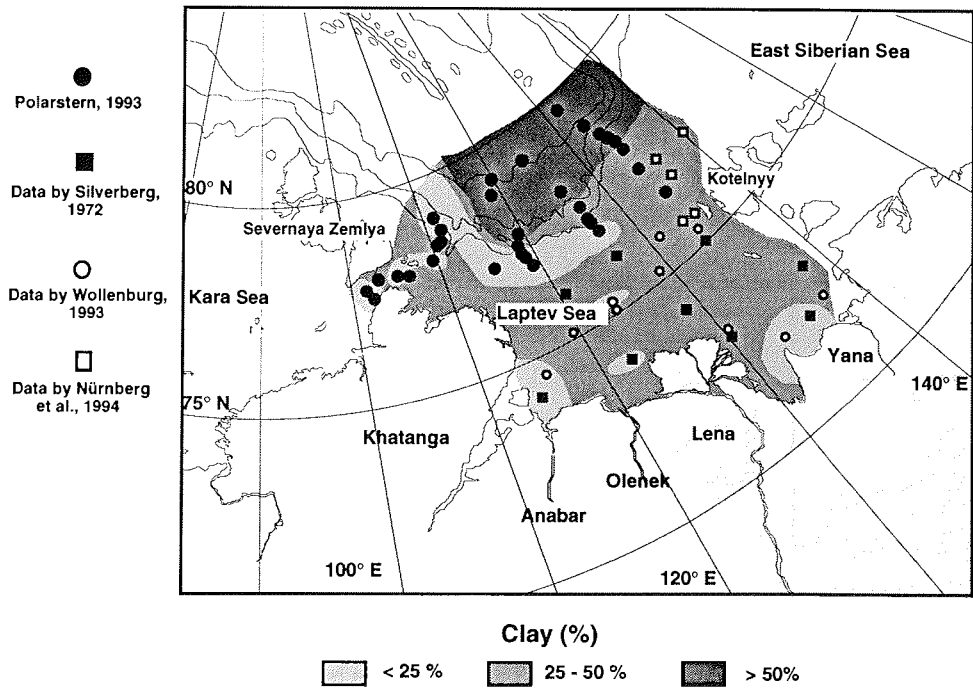 Polarstern, 1993
Data by Silverberg,
1972
Data by Wollenburg,
1993
Data by Nürnberg
et al., 1994
East Siberian Sea
80° N
Kotelnyy
Severnaya Zemlya
Kara Sea
Laptev Sea
Yana
140° E
75° N
Khatanga
Lena
Olenek
Anabar
100° E
120° E
Clay (%)
< 25 %
25 - 50 %
> 50%